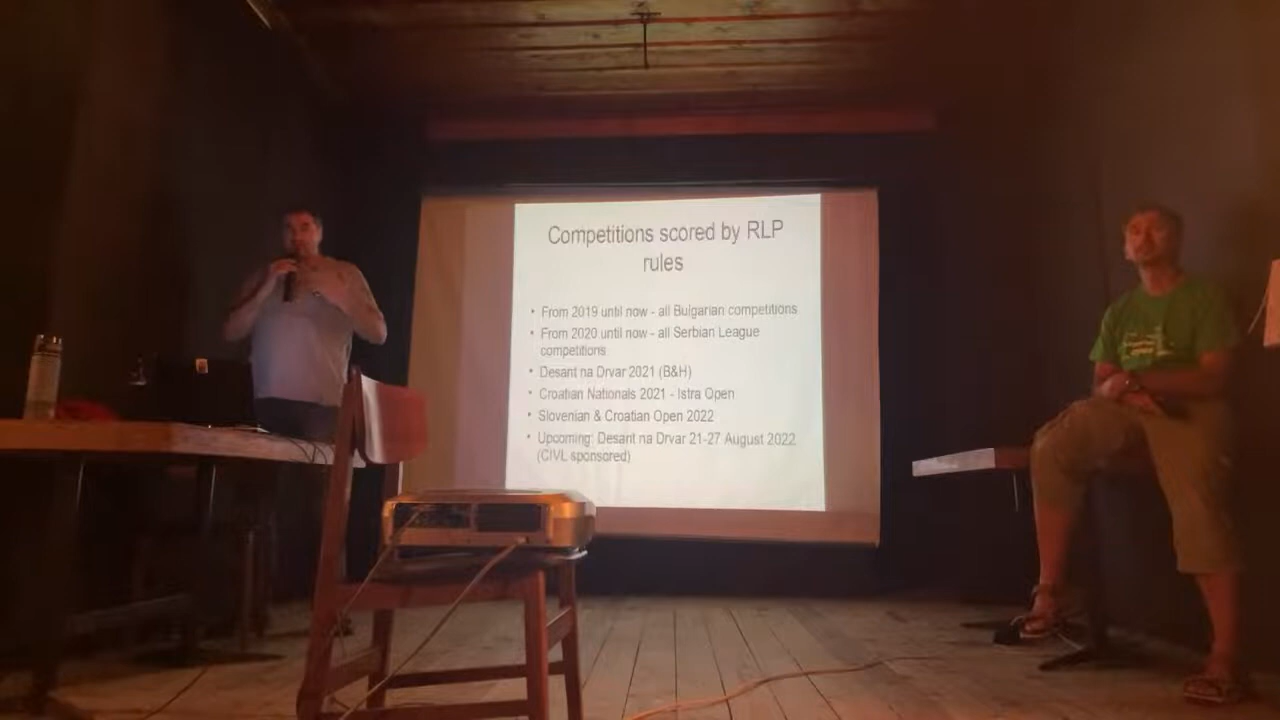 Competitions scored by RLP
rules
• From 2019 until now - all Bulgarian competitions
• From 2020 until now - all Serbian League
competitions
• Desant na Drvar 2021 (B&H)
• Croatian Nationals 2021 - Istra Open
• Slovenian & Croatian Open 2022
• Upcoming: Desant na Drvar 21-27 August 2022
(CIVL sponsored)